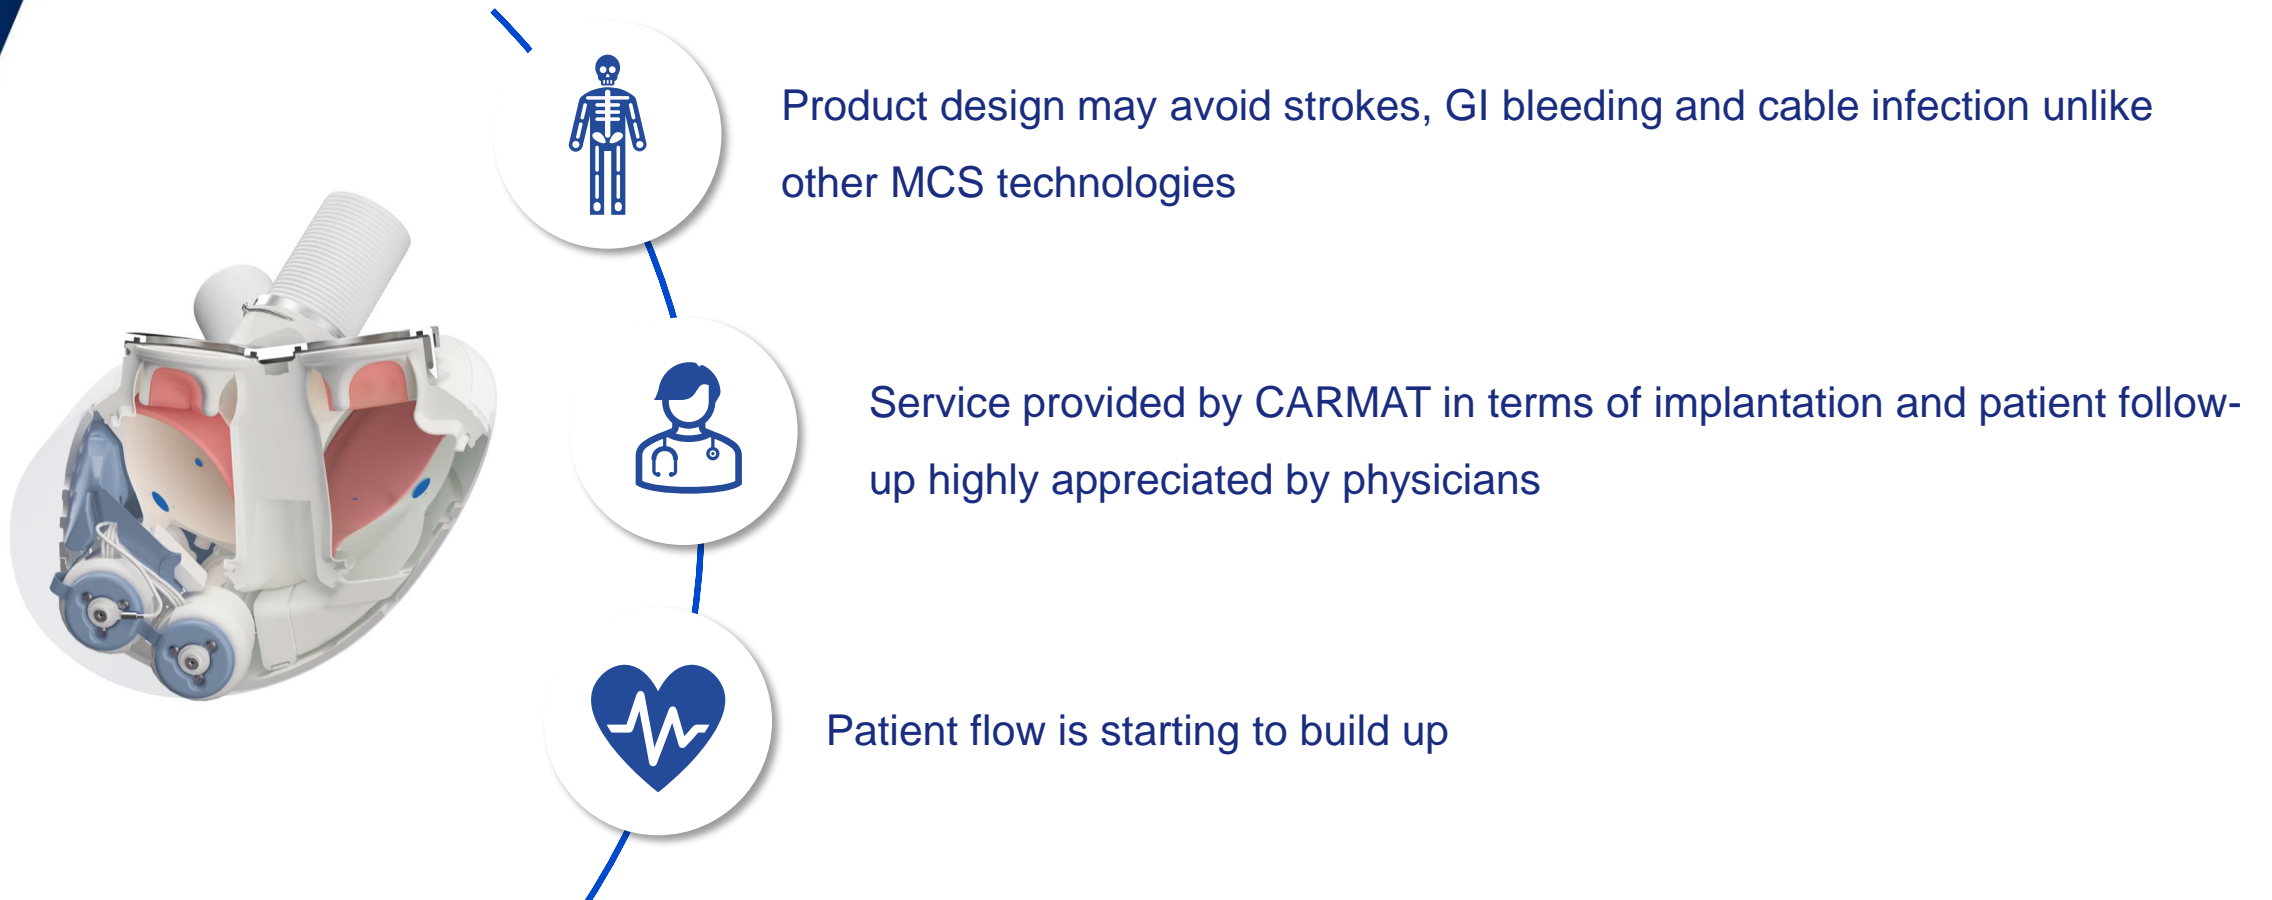 Product design may avoid strokes, GI bleeding and cable infection unlike
other MCS technologies
Service provided by CARMAT in terms of implantation and patient follow-
up highly appreciated by physicians
Patient flow is starting to build up